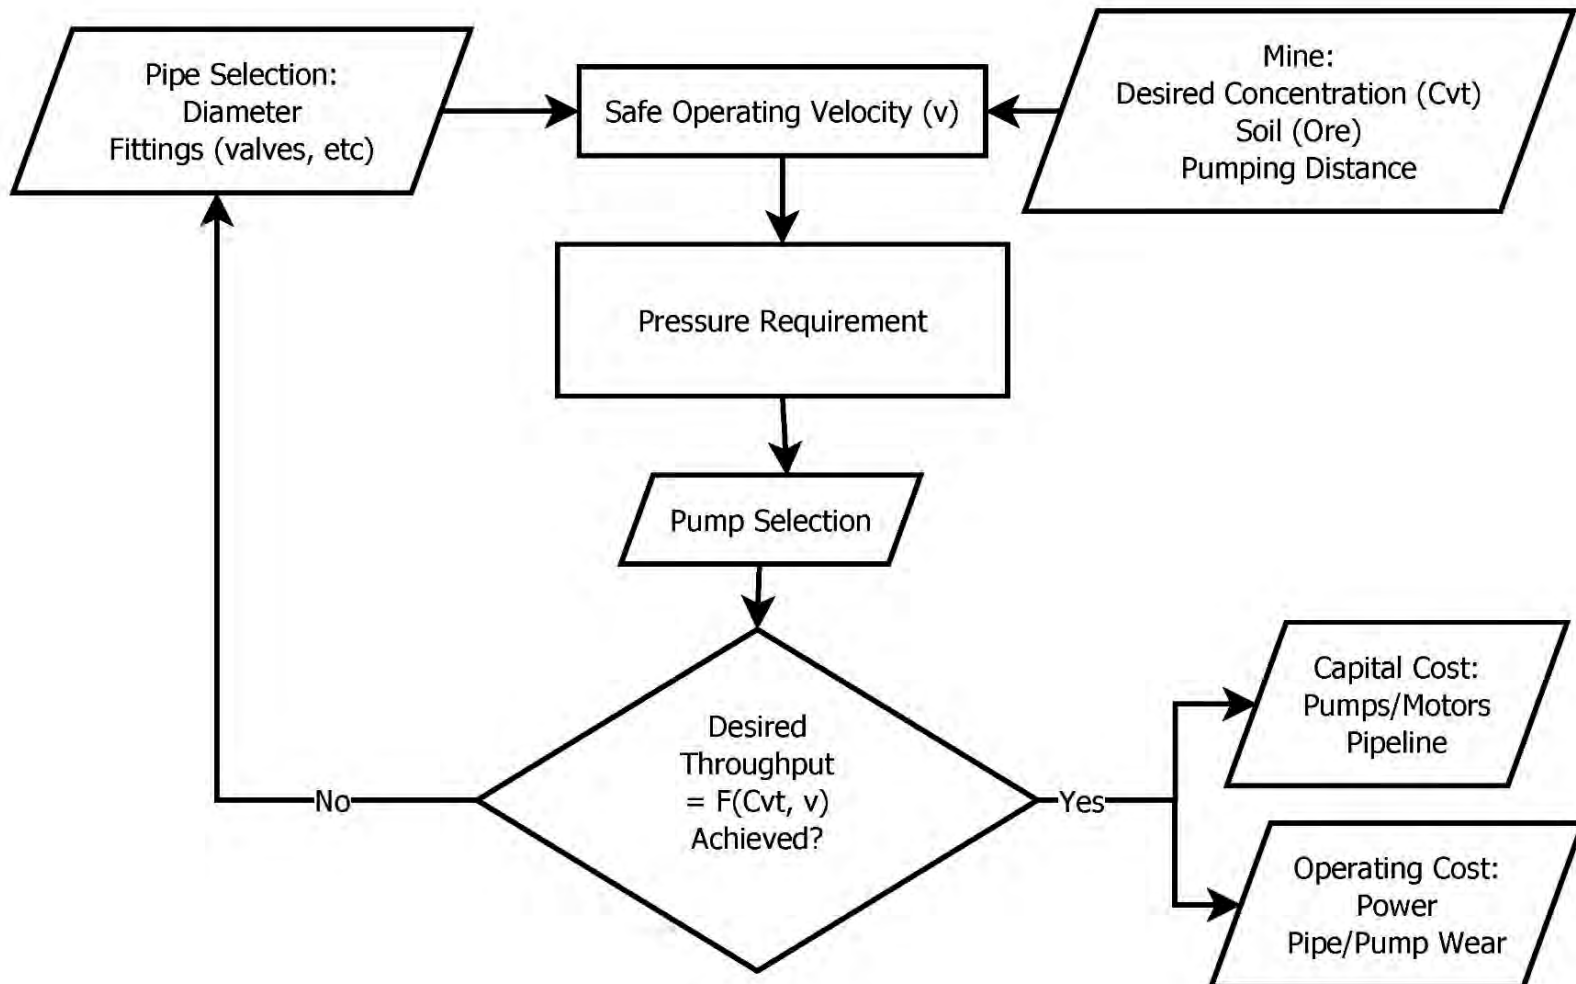 Pipe Selection:
Diameter
Fittings (valves, etc)
Safe Operating Velocity (v)
Mine:
Desired Concentration (Cvt)
Soil (Ore)
Pumping Distance
Pressure Requirement
Pump Selection
Desired
Throughput
= F(Cvt, v)
Achieved?
No
Yes
Capital Cost:
Pumps/Motors
Pipeline
Operating Cost:
Power
Pipe/Pump Wear